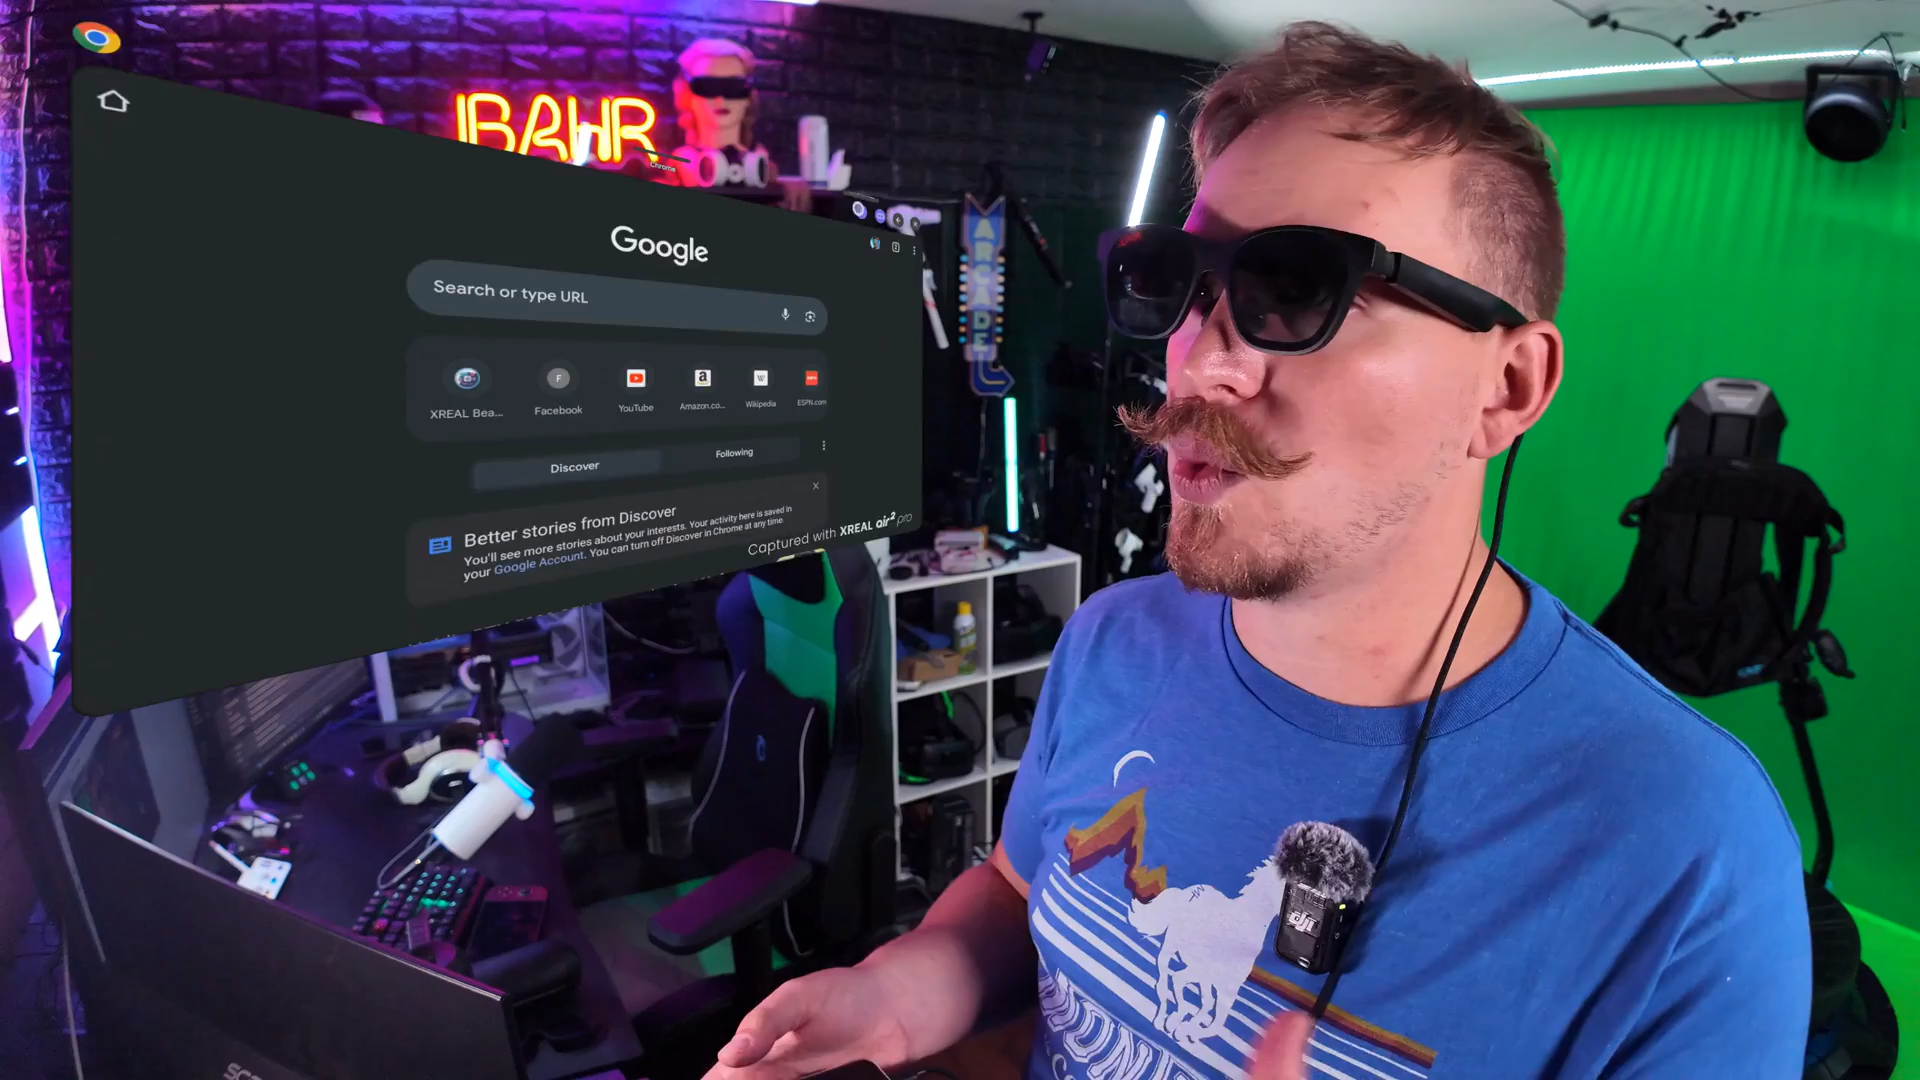 BAHR
Chrome
Google
Search or type URL
XREAL Bea...
Facebook
YouTube
Amazon.co...
Wikipedia
ESPN.com
Discover
Following
Better stories from Discover
You'll see more stories about your interests. Your activity here is saved in
your Google Account. You can turn off Discover in Chrome at any time.
Captured with XREAL air² pro
ARCADE
dji